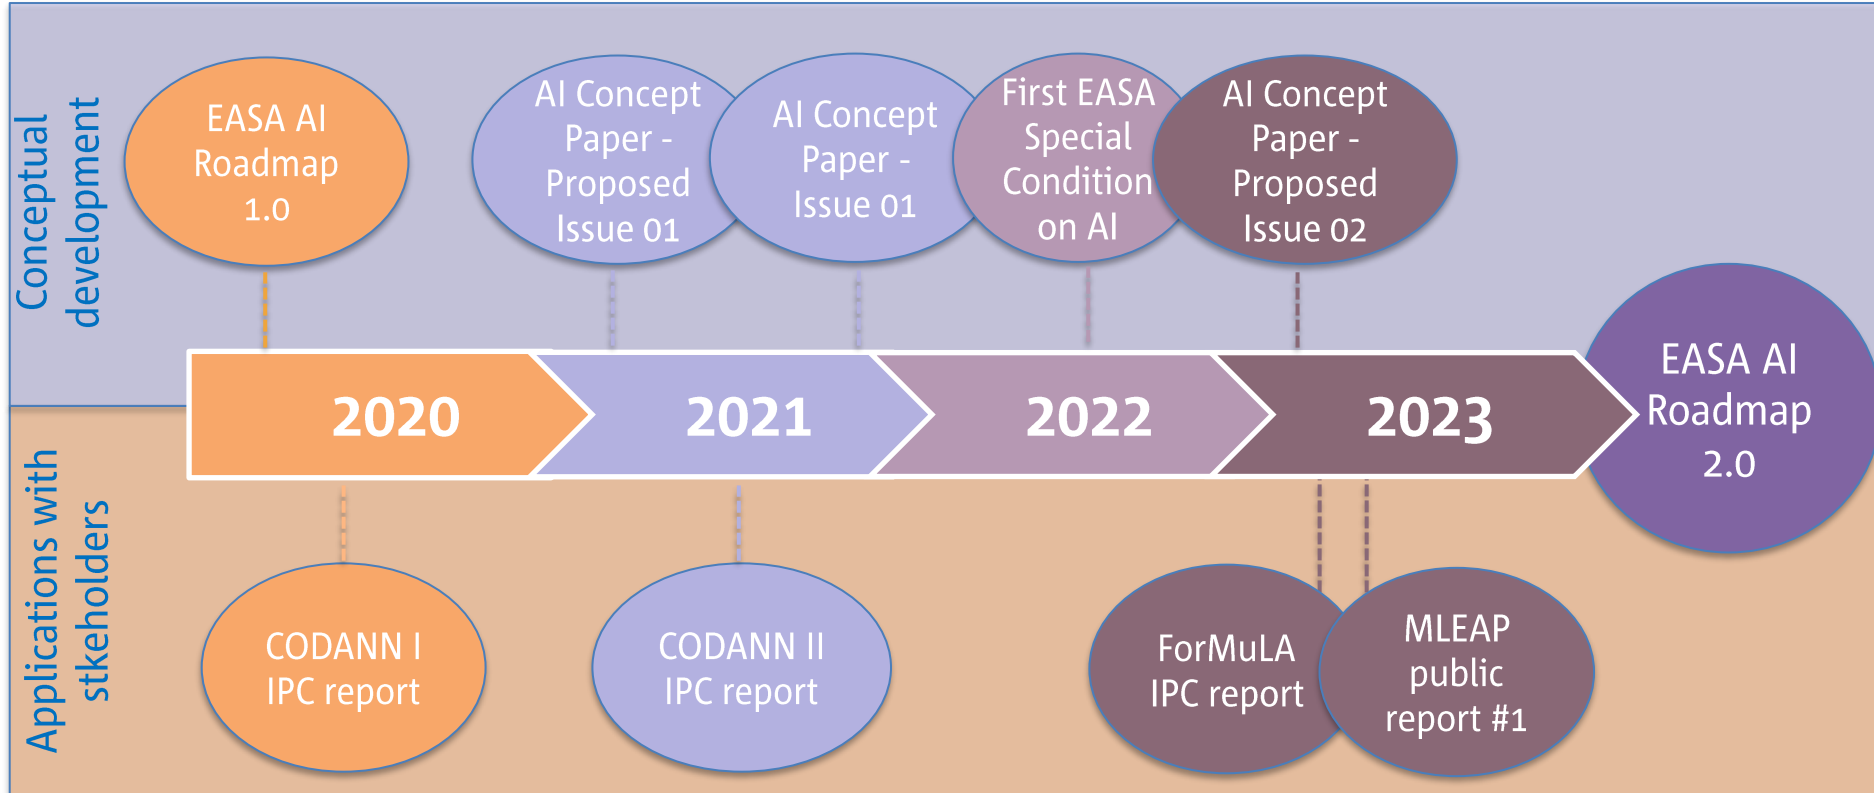 Conceptual
development
EASA AI
Roadmap
1.0
AI Concept
Paper -
Proposed
Issue 01
AI Concept
Paper -
Issue 01
First EASA
Special
Condition
on AI
AI Concept
Paper -
Proposed
Issue 02
2020
2021
2022
2023
EASA AI
Roadmap
2.0
Applications with
stkeholders
CODANN I
IPC report
CODANN II
IPC report
ForMuLA
IPC report
MLEAP
public
report #1